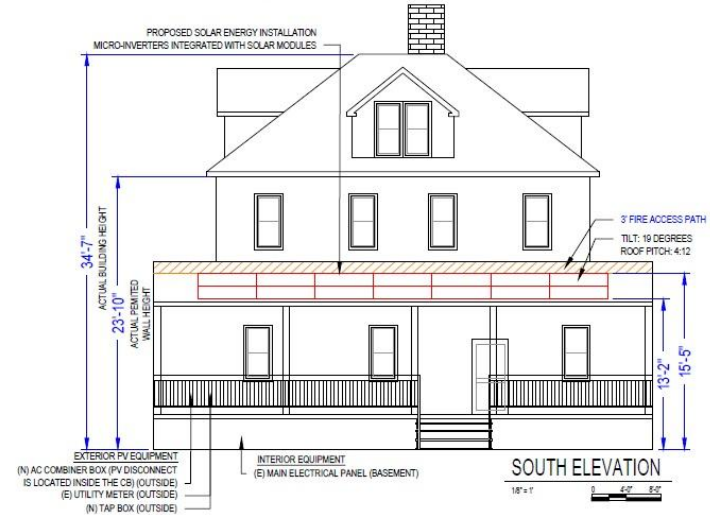 PROPOSED SOLAR ENERGY INSTALLATION
MICRO-INVERTERS INTEGRATED WITH SOLAR MODULES
34'-7"
ACTUAL BUILDING HEIGHT
23'-10"
ACTUAL PEMITED
WALL HEIGHT
3' FIRE ACCESS PATH
TILT: 19 DEGREES
ROOF PITCH: 4:12
13'-2"
15'-5"
EXTERIOR PV EQUIPMENT
(N) AC COMBINER BOX (PV DISCONNECT
IS LOCATED INSIDE THE CB) (OUTSIDE)
(E) UTILITY METER (OUTSIDE)
(N) TAP BOX (OUTSIDE)
INTERIOR EQUIPMENT
(E) MAIN ELECTRICAL PANEL (BASEMENT)
SOUTH ELEVATION
1/8" = 1'
0 4'-0" 8'-0"